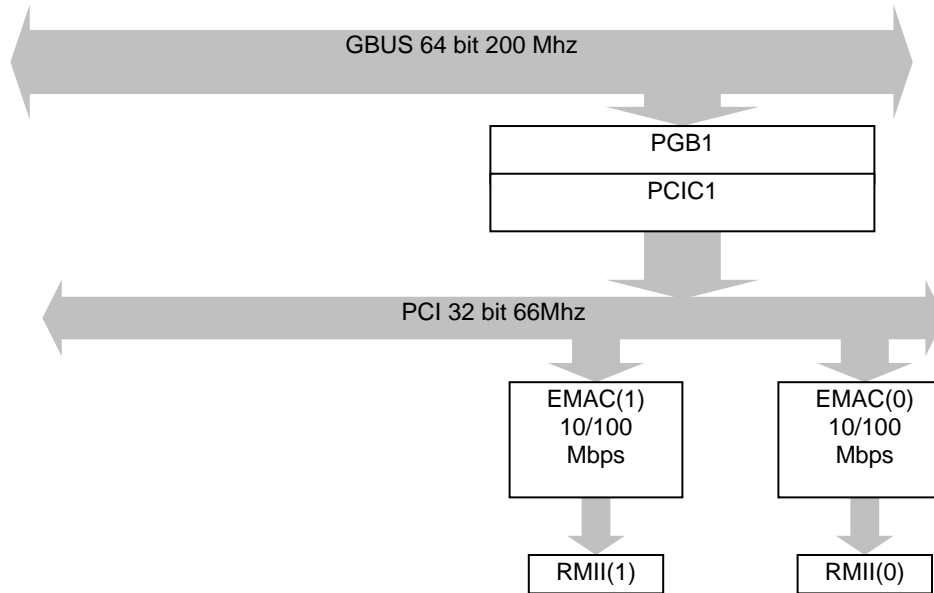 GBUS 64 bit 200 Mhz
PGB1
PCIC1
PCI 32 bit 66Mhz
EMAC(1)
10/100
Mbps
EMAC(0)
10/100
Mbps
RMII(1)
RMII(0)